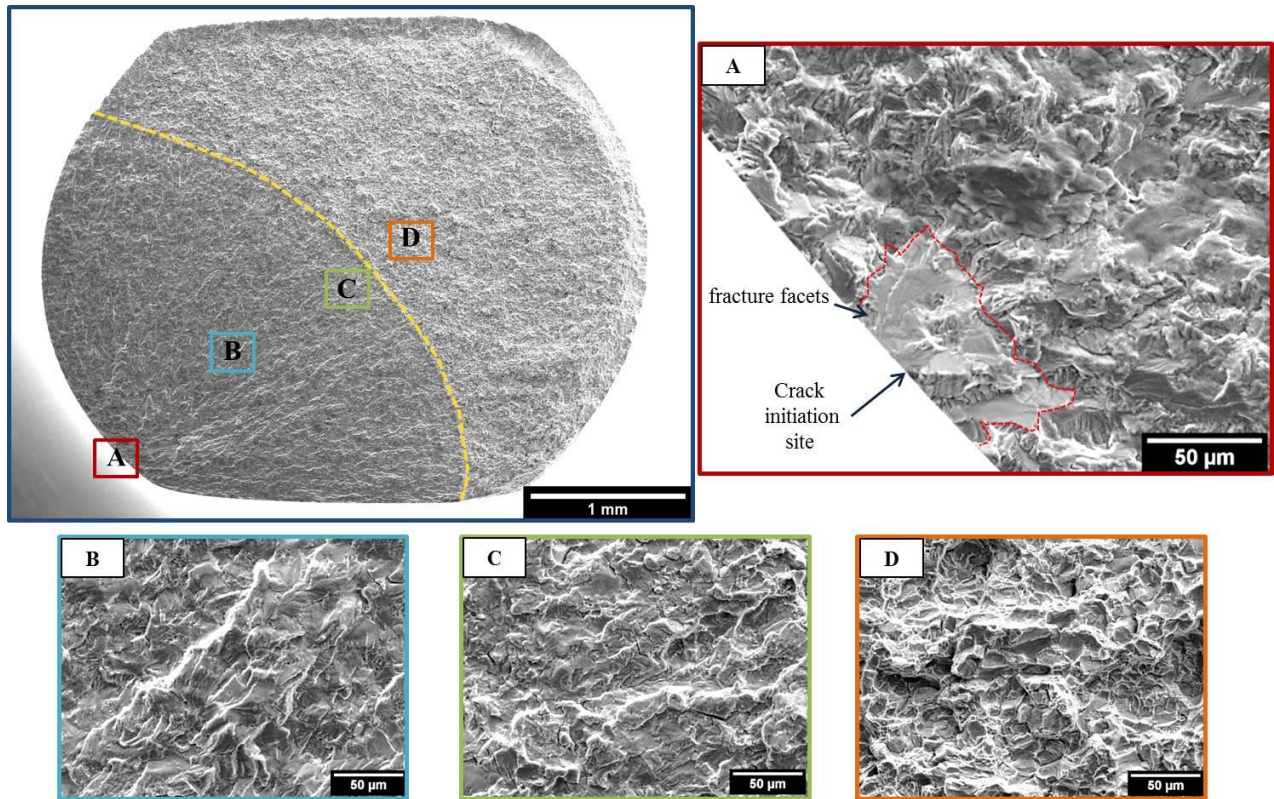 D
C
B
A
1 mm
A
fracture facets
Crack
initiation
site
50 µm
B
50 µm
C
50 µm
D
50 µm